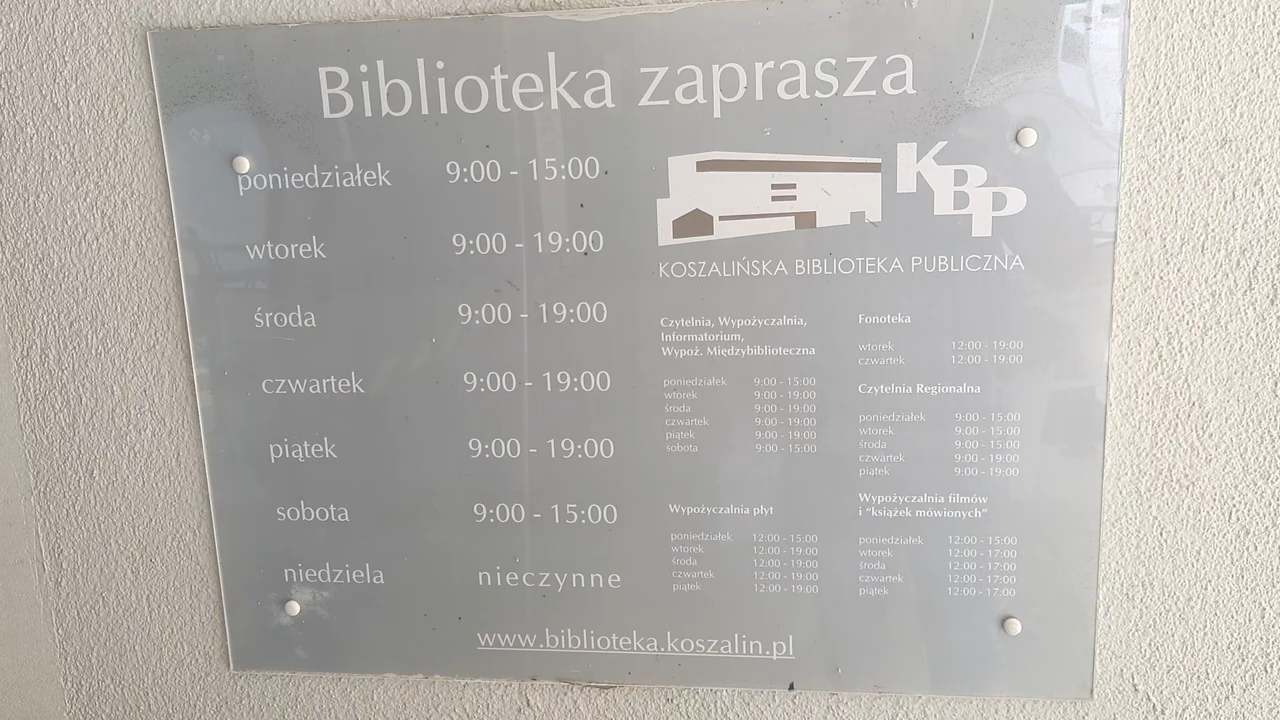 Biblioteka zaprasza
poniedziałek 9:00 - 15:00
wtorek 9:00 - 19:00
środa 9:00 - 19:00
czwartek 9:00 - 19:00
piątek 9:00 - 19:00
sobota 9:00 - 15:00
niedziela nieczynne
KBP
KOSZALIŃSKA BIBLIOTEKA PUBLICZNA
Czytelnia, Wypożyczalnia,
Informatorium,
Wypoż. Międzybiblioteczna
poniedziałek 9:00 - 15:00
wtorek 9:00 - 19:00
środa 9:00 - 19:00
czwartek 9:00 - 19:00
piątek 9:00 - 19:00
sobota 9:00 - 15:00
Wypożyczalnia płyt
poniedziałek 12:00 - 15:00
wtorek 12:00 - 19:00
środa 12:00 - 19:00
czwartek 12:00 - 19:00
piątek 12:00 - 19:00
Fonoteka
wtorek 12:00 - 19:00
czwartek 12:00 - 19:00
Czytelnia Regionalna
poniedziałek 9:00 - 15:00
wtorek 9:00 - 15:00
środa 9:00 - 15:00
czwartek 9:00 - 19:00
piątek 9:00 - 19:00
Wypożyczalnia filmów
i "książek mówionych"
poniedziałek 12:00 - 15:00
wtorek 12:00 - 17:00
środa 12:00 - 17:00
czwartek 12:00 - 17:00
piątek 12:00 - 17:00
www.biblioteka.koszalin.pl